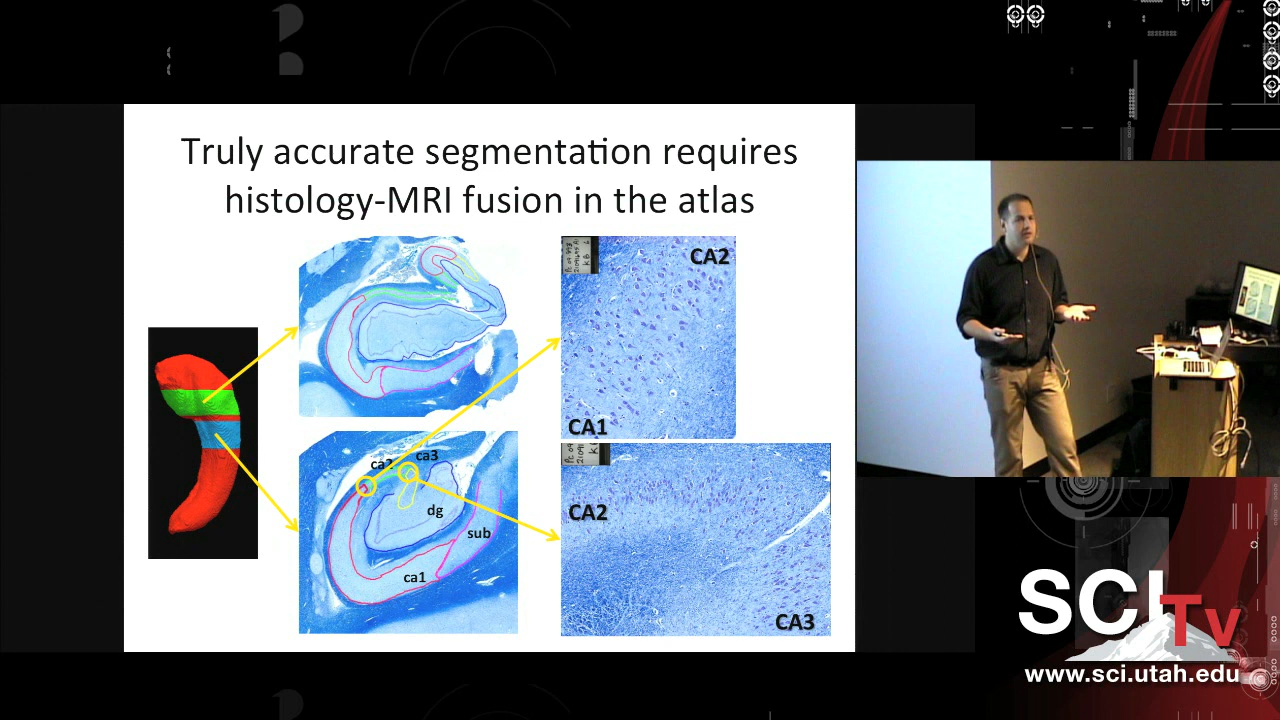 Truly accurate segmentation requires
histology-MRI fusion in the atlas
CA2
CA1
ca3
ca2
dg
sub
ca1
CA2
CA3
SCI
TV
www.sci.utah.edu